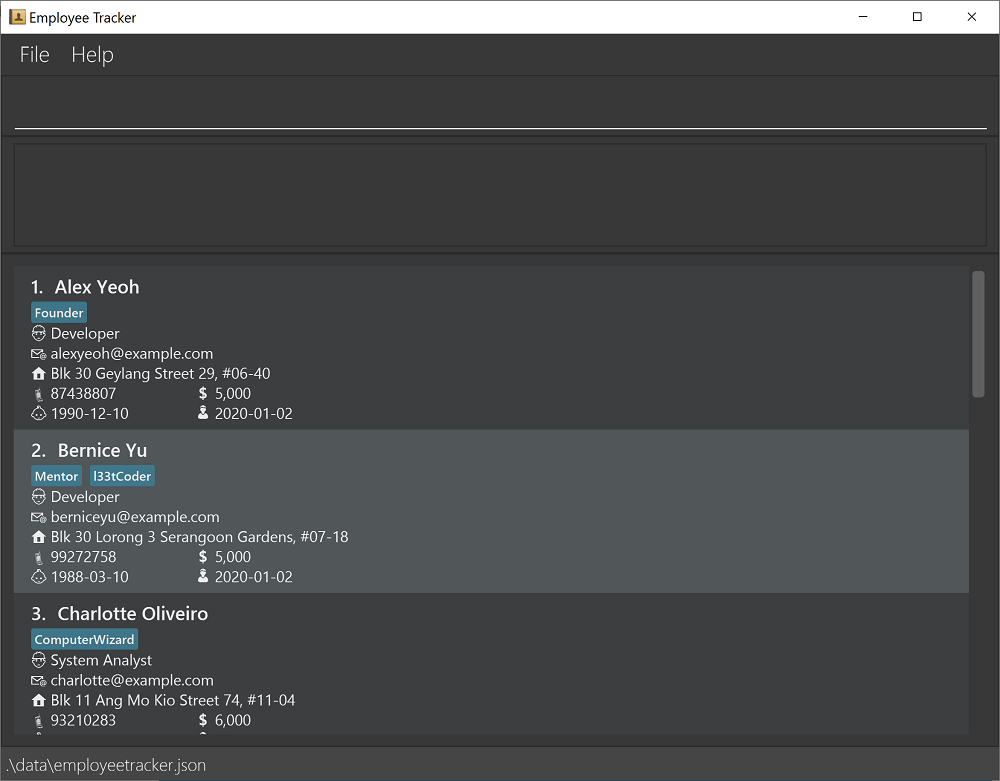 Employee Tracker
File Help
1. Alex Yeoh
Founder
Developer
alexyeoh@example.com
Blk 30 Geylang Street 29, #06-40
87438807 $ 5,000
1990-12-10 2020-01-02
2. Bernice Yu
Mentor l33tCoder
Developer
berniceyu@example.com
Blk 30 Lorong 3 Serangoon Gardens, #07-18
99272758 $ 5,000
1988-03-10 2020-01-02
3. Charlotte Oliveiro
ComputerWizard
System Analyst
charlotte@example.com
Blk 11 Ang Mo Kio Street 74, #11-04
93210283 $ 6,000
.\data\employeetracker.json